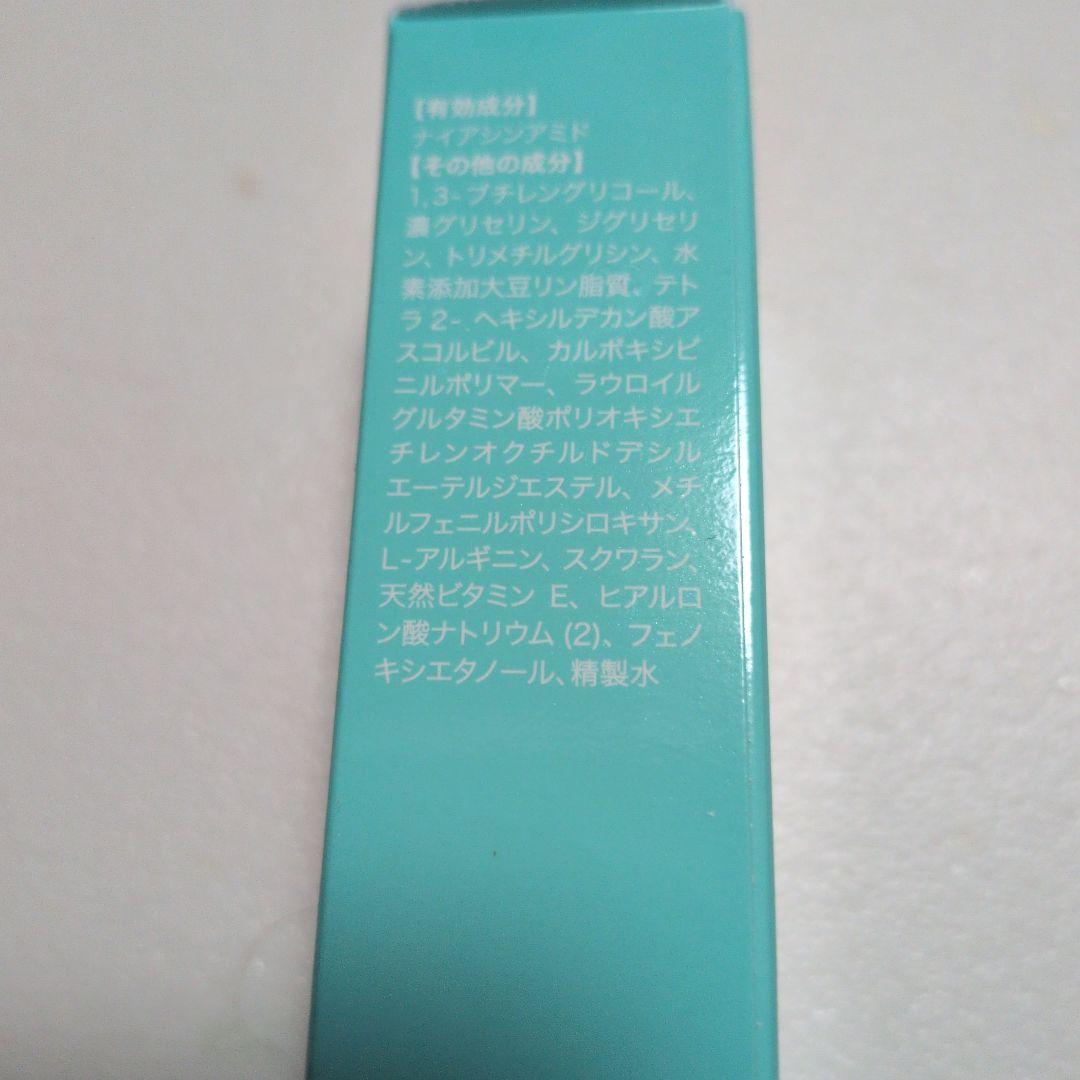 【有効成分】
ナイアシンアミド
【その他の成分】
1,3-ブチレングリコール、
濃グリセリン、ジグリセリ
ン、トリメチルグリシン、水
素添加大豆リン脂質、テト
ラ2-ヘキシルデカン酸ア
スコルビル、カルボキシビ
ニルポリマー、ラウロイル
グルタミン酸ポリオキシエ
チレンオクチルドデシル
エーテルジエステル、メチ
ルフェニルポリシロキサン、
L-アルギニン、スクワラン、
天然ビタミンE、ヒアルロ
ン酸ナトリウム(2)、フェノ
キシエタノール、精製水